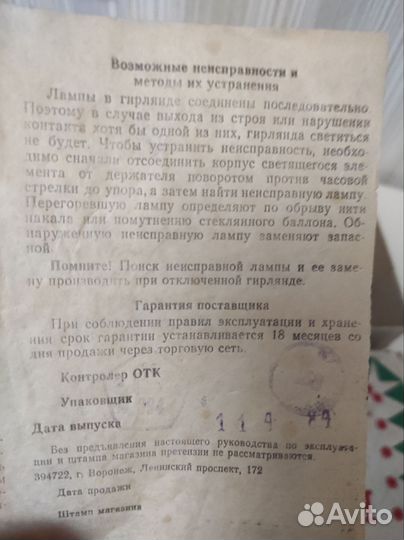 Возможные неисправности и
методы их устранения
Лампы в гирлянде соединены последовательно.
Поэтому в случае выхода из строя или нарушения
контакта хотя бы одной из них, гирлянда светиться
не будет. Чтобы устранить неисправность, необхо-
димо сначала отсоединить корпус светящегося эле-
мента от держателя поворотом против часовой
стрелки до упора, а затем найти неисправную лампу.
Перегоревшую лампу определяют по обрыву нити
накала или помутнению стеклянного баллона. Об-
наруженную неисправную лампу заменяют запас-
ной.
Помните! Поиск неисправной лампы и ее заме-
ну производить при отключенной гирлянде.
Гарантия поставщика
При соблюдении правил эксплуатации и хране-
ния срок гарантии устанавливается 18 месяцев со
дня продажи через торговую сеть.
Контролер ОТК
Упаковщик
Дата выпуска
Без предъявления настоящего руководства по эксплуата-
ции и штампа магазина претензии не рассматриваются.
394722, г. Воронеж, Ленинский проспект, 172
Дата продажи
Штамп магазина
Avito